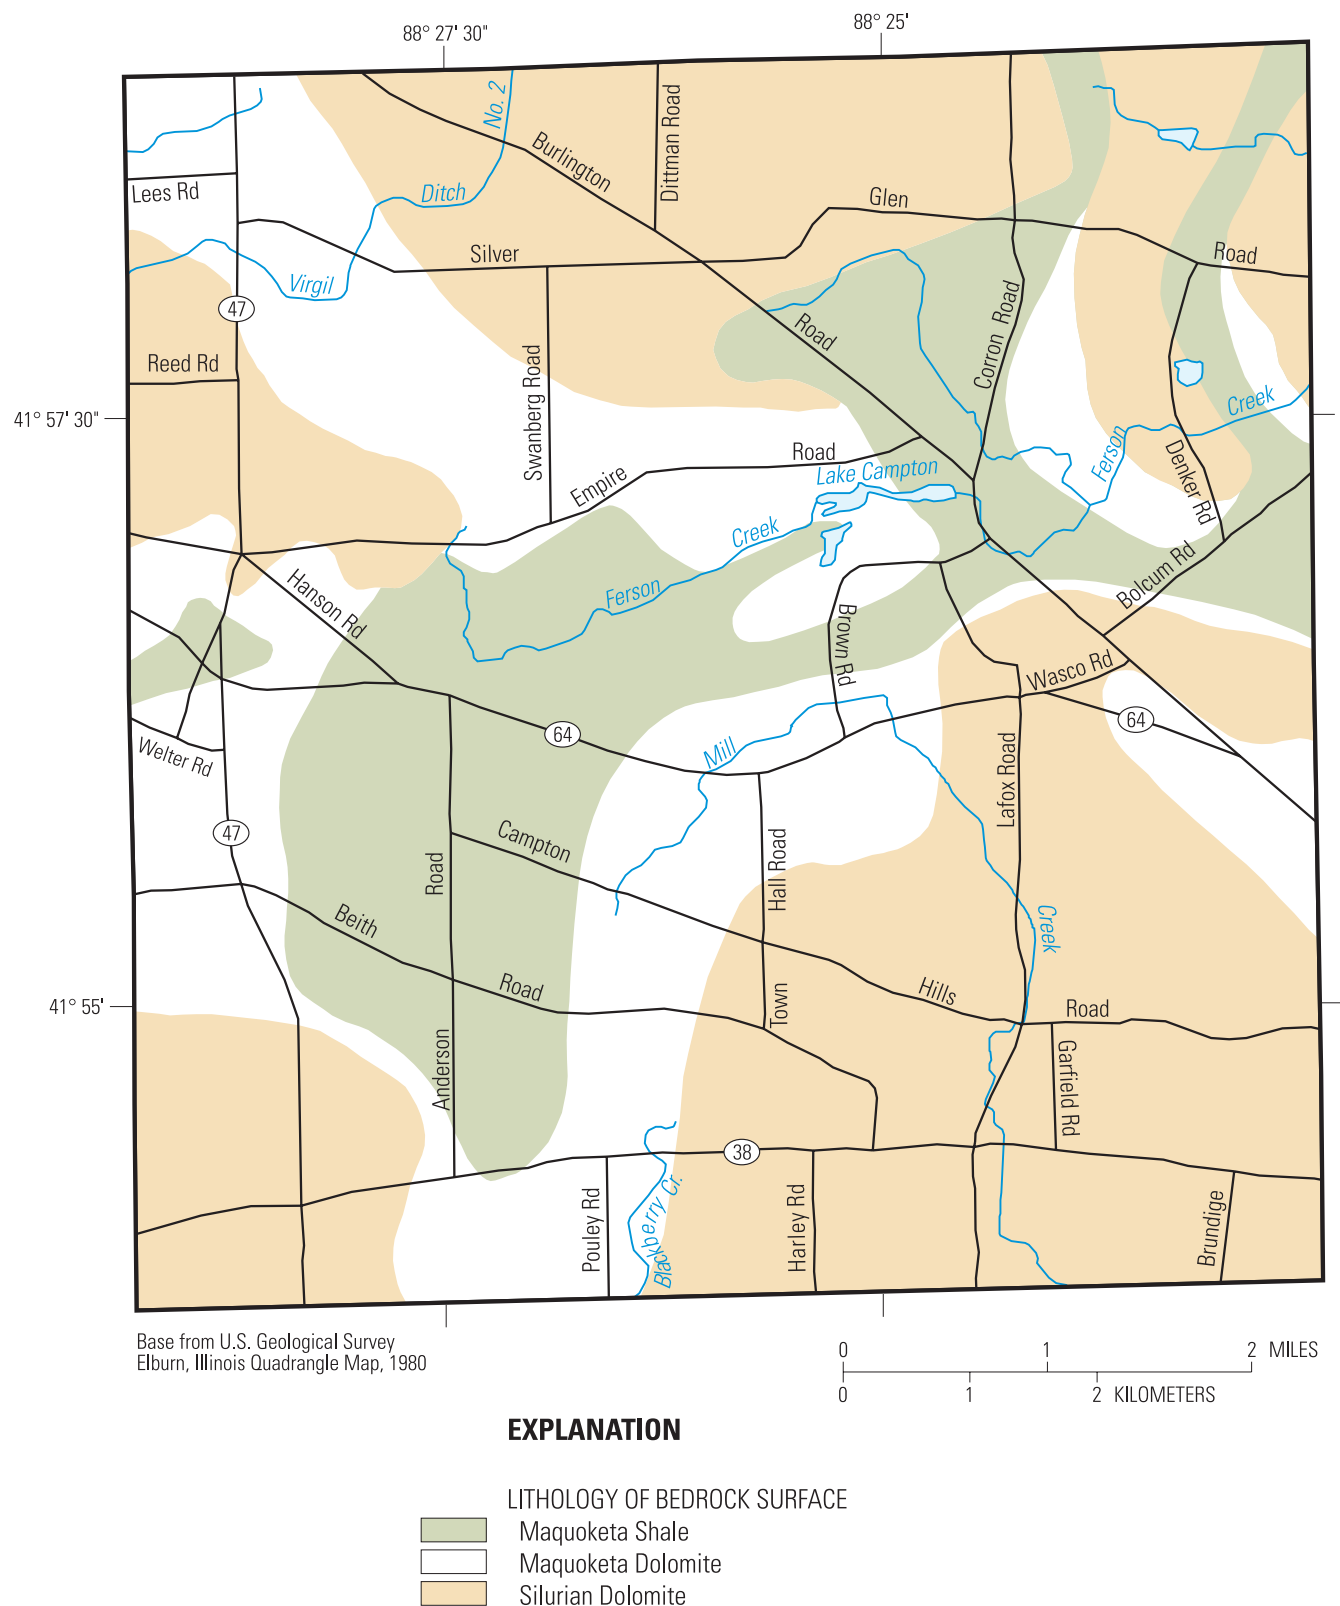 88° 27' 30"
88° 25'
No. 2
Dittman Road
Burlington
Lees Rd
Ditch
Glen
Silver
Road
Virgil
47
Corron Road
Road
Reed Rd
Swanberg Road
Creek
41° 57' 30"
Ferson
Road
Denker Rd
Lake Campton
Empire
Creek
Bolcum Rd
Hanson Rd
Ferson
Brown Rd
Wasco Rd
64
64
Mill
Welter Rd
Lafox Road
47
Campton
Hall Road
Road
Beith
Creek
Road
Hills
Road
41° 55'
Town
Anderson
Garfield Rd
38
Pouley Rd
Blackberry Cr.
Harley Rd
Brundige
Base from U.S. Geological Survey
Elburn, Illinois Quadrangle Map, 1980
0 1 2 MILES
0 1 2 KILOMETERS
EXPLANATION
LITHOLOGY OF BEDROCK SURFACE
Maquoketa Shale
Maquoketa Dolomite
Silurian Dolomite